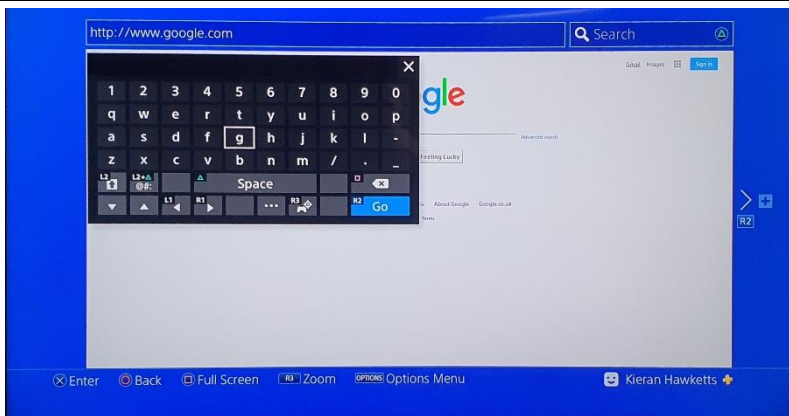 http://www.google.com
Search
Gmail Images Sign in
gle
1 2 3 4 5 6 7 8 9 0
q w e r t y u i o p
a s d f g h j k l -
z x c v b n m / . _
L2 L2+△ @#: △ Space □
L1 R1 ... R3 R2 Go
Advanced search
Feeling Lucky
About Google Google.co.uk
R2
Enter Back Full Screen R3 Zoom OPTIONS Options Menu Kieran Hawketts